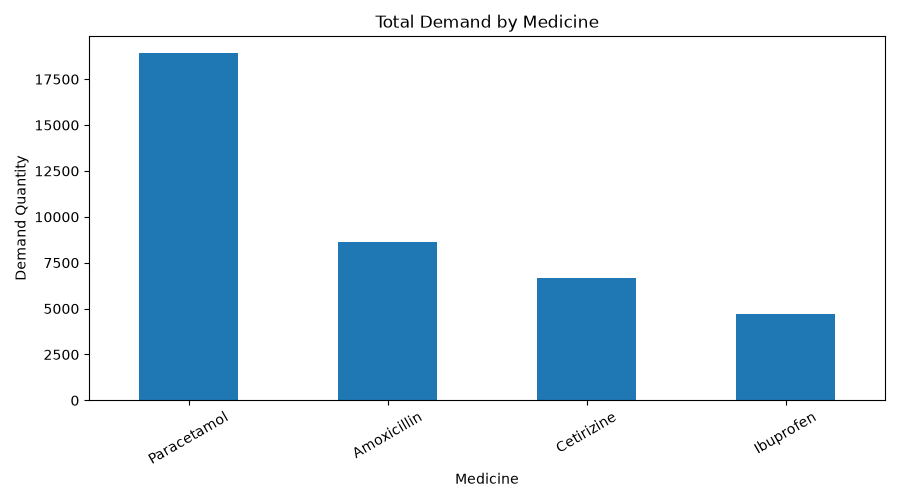 Total Demand by Medicine
Demand Quantity
17500
15000
12500
10000
7500
5000
2500
0
Paracetamol
Amoxicillin
Cetirizine
Ibuprofen
Medicine